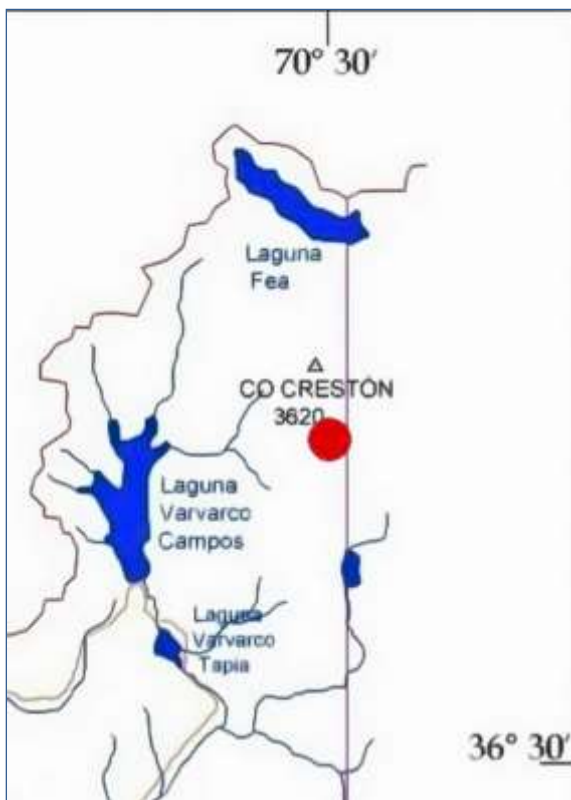 70° 30′
Laguna
Fea
CO CRESTÓN
3620
Laguna
Varvarco
Campos
Laguna
Varvarco
Tapia
36° 30′